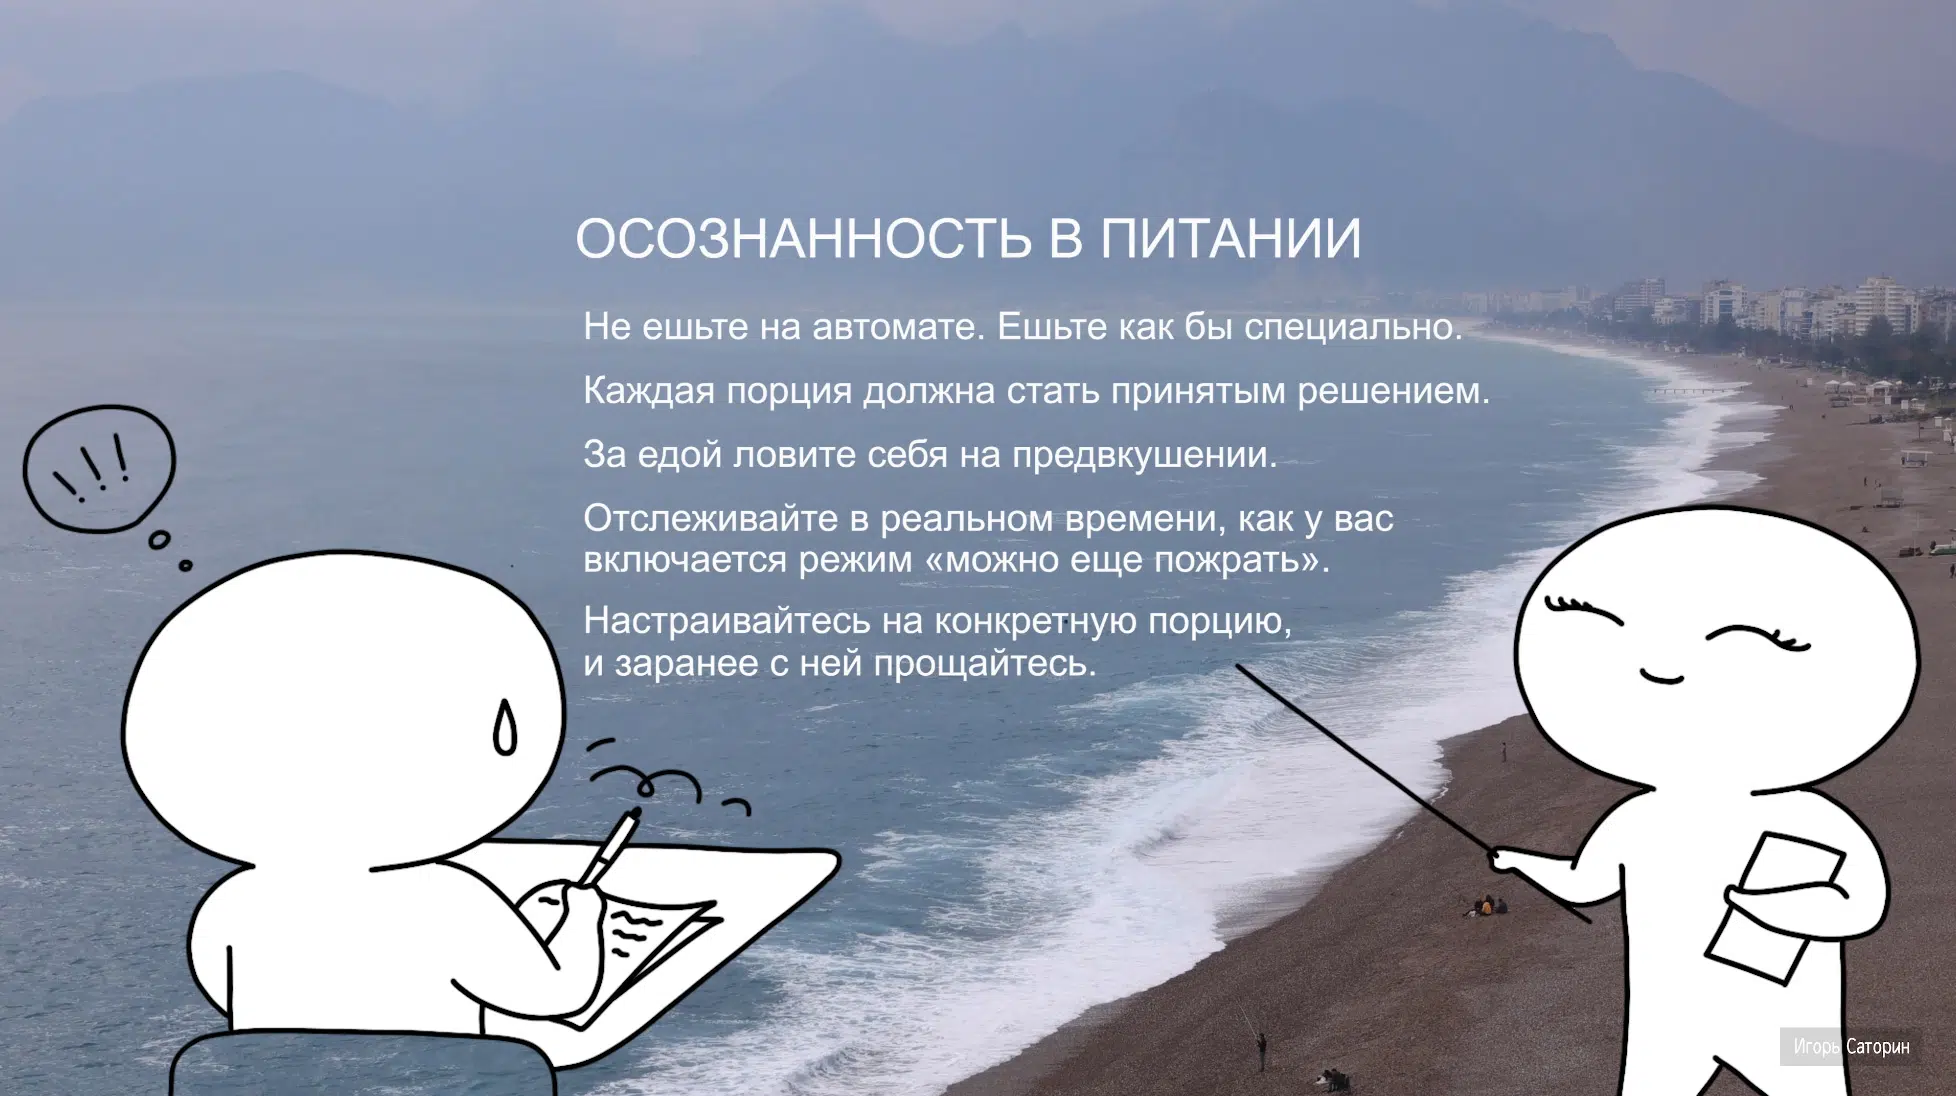 !!!
ОСОЗНАННОСТЬ В ПИТАНИИ
Не ешьте на автомате. Ешьте как бы специально.
Каждая порция должна стать принятым решением.
За едой ловите себя на предвкушении.
Отслеживайте в реальном времени, как у вас
включается режим «можно еще пожрать».
Настраивайтесь на конкретную порцию,
и заранее с ней прощайтесь.
Игорь Саторин